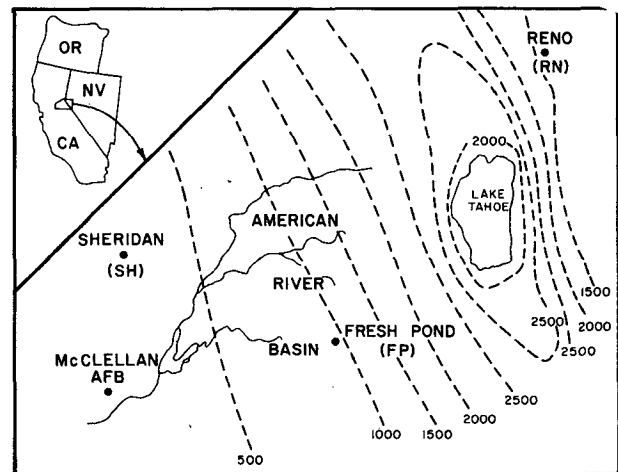 OR
NV
CA
RENO
(RN)
2000
LAKE
TAHOE
AMERICAN
SHERIDAN
(SH)
RIVER
1500
2500
2000
2500
FRESH POND
(FP)
BASIN
McCLELLAN
AFB
2500
2000
1500
1000
500